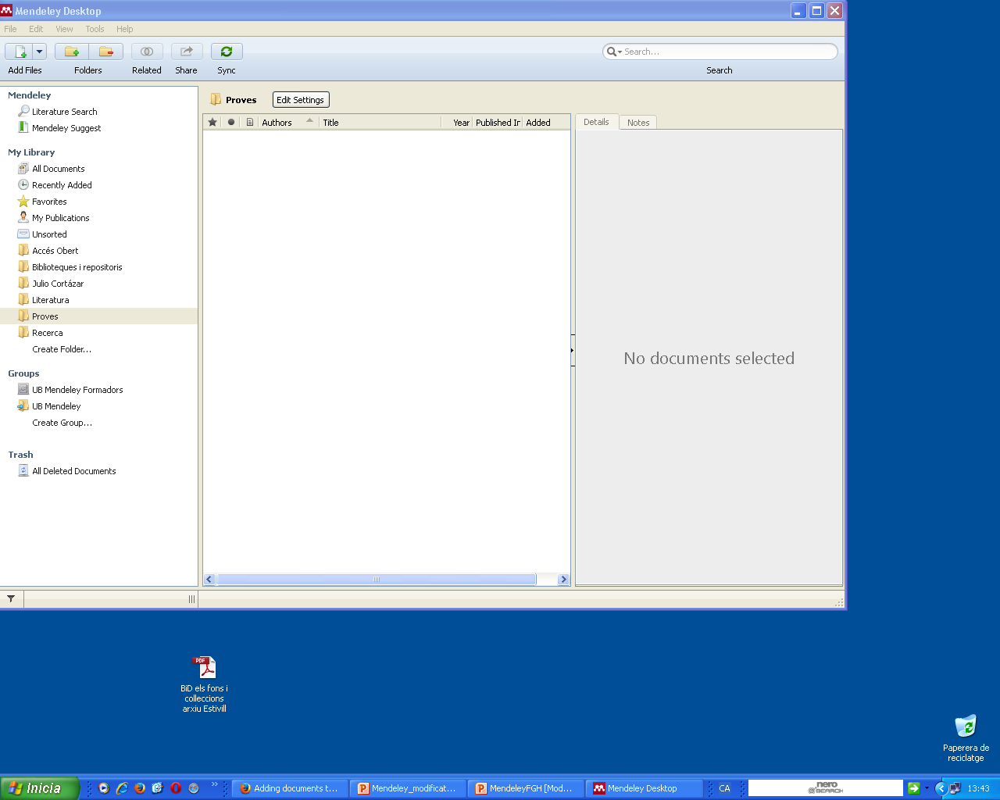 Mendeley Desktop
File Edit View Tools Help
Search...
Add Files Folders Related Share Sync Search
Mendeley
Literature Search
Mendeley Suggest
My Library
All Documents
Recently Added
Favorites
My Publications
Unsorted
Accés Obert
Biblioteques i repositoris
Julio Cortázar
Literatura
Proves
Recerca
Create Folder...
Groups
UB Mendeley Formadors
UB Mendeley
Create Group...
Trash
All Deleted Documents
Proves Edit Settings
Authors Title Year Published Ir Added
Details Notes
No documents selected
PDF
BiD els fons i
colleccions
arxiu Estivill
Paperera de
reciclatge
Inicia
Adding documents t...
Mendeley_modificat...
MendeleyFGH [Mod...
Mendeley Desktop
CA
nero
@SEARCH
13:43